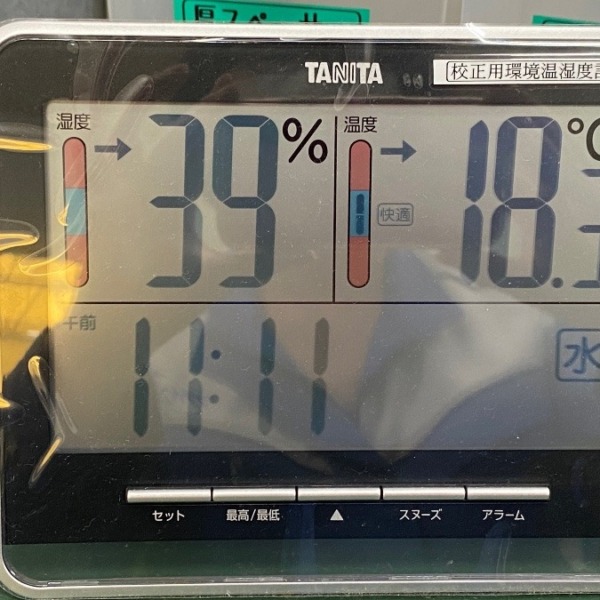 TANITA
校正用環境温湿度
湿度
39%
温度
快適
18.
午前
11:11
水
セット
最高/最低
▲
スヌーズ
アラーム